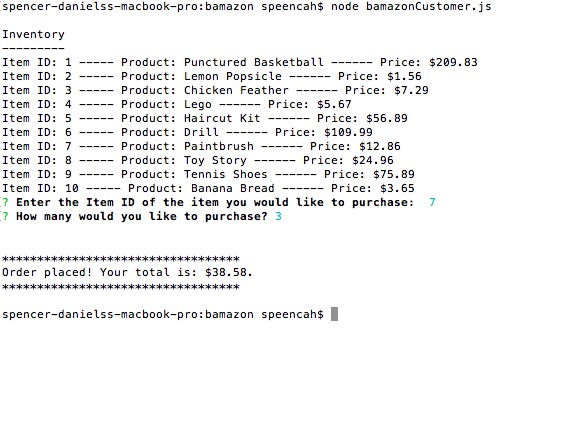 spencer-danielss-macbook-pro:bamazon speencah$ node bamazonCustomer.js
Inventory
---------
Item ID: 1 ----- Product: Punctured Basketball ------ Price: $209.83
Item ID: 2 ----- Product: Lemon Popsicle ------ Price: $1.56
Item ID: 3 ----- Product: Chicken Feather ------ Price: $7.29
Item ID: 4 ----- Product: Lego ------ Price: $5.67
Item ID: 5 ----- Product: Haircut Kit ------ Price: $56.89
Item ID: 6 ----- Product: Drill ------ Price: $109.99
Item ID: 7 ----- Product: Paintbrush ------ Price: $12.86
Item ID: 8 ----- Product: Toy Story ------ Price: $24.96
Item ID: 9 ----- Product: Tennis Shoes ------ Price: $75.89
Item ID: 10 ----- Product: Banana Bread ------ Price: $3.65
? Enter the Item ID of the item you would like to purchase:  7
? How many would you like to purchase? 3
**********************************
Order placed! Your total is: $38.58.
**********************************
spencer-danielss-macbook-pro:bamazon speencah$